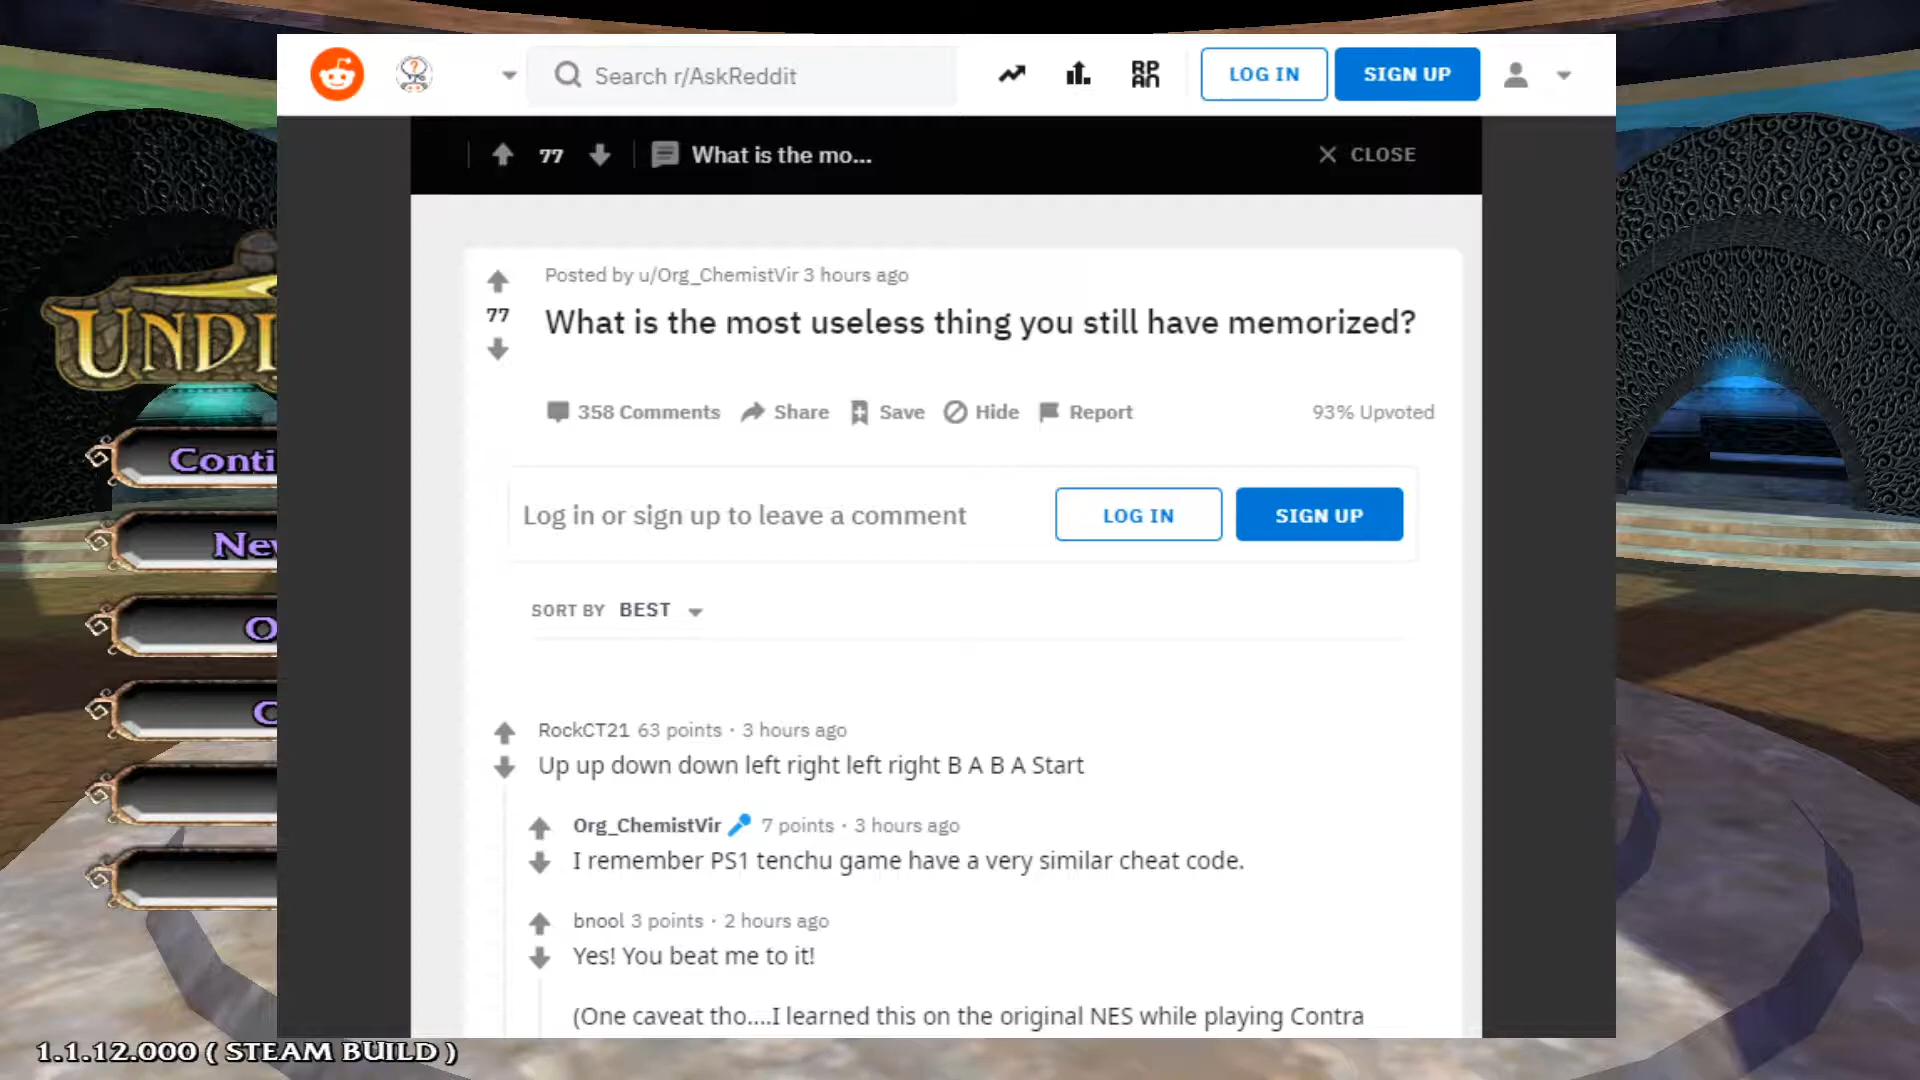 Search r/AskReddit
RP
AN
LOG IN
SIGN UP
77
What is the mo...
CLOSE
Posted by u/Org_ChemistVir 3 hours ago
77
What is the most useless thing you still have memorized?
358 Comments
Share
Save
Hide
Report
93% Upvoted
Log in or sign up to leave a comment
LOG IN
SIGN UP
SORT BY BEST
RockCT21 63 points · 3 hours ago
Up up down down left right left right B A B A Start
Org_ChemistVir 7 points · 3 hours ago
I remember PS1 tenchu game have a very similar cheat code.
bnool 3 points · 2 hours ago
Yes! You beat me to it!
(One caveat tho....I learned this on the original NES while playing Contra
UNDI
Conti
Ne
O
1.1.12.000 ( STEAM BUILD )